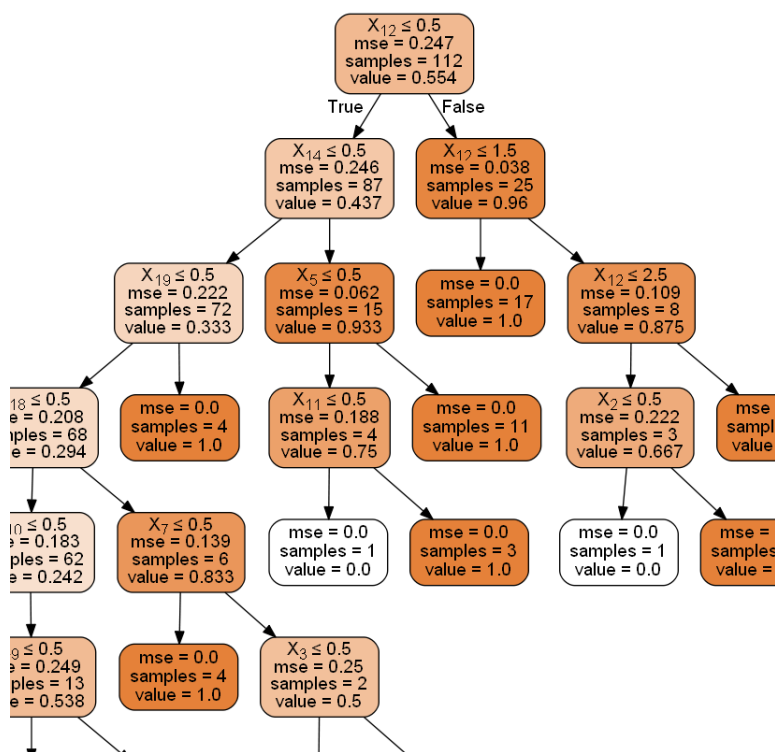 X12 ≤ 0.5
mse = 0.247
samples = 112
value = 0.554
True
False
X14 ≤ 0.5
mse = 0.246
samples = 87
value = 0.437
X12 ≤ 1.5
mse = 0.038
samples = 25
value = 0.96
X19 ≤ 0.5
mse = 0.222
samples = 72
value = 0.333
X5 ≤ 0.5
mse = 0.062
samples = 15
value = 0.933
mse = 0.0
samples = 17
value = 1.0
X12 ≤ 2.5
mse = 0.109
samples = 8
value = 0.875
18 ≤ 0.5
e = 0.208
ples = 68
e = 0.294
mse = 0.0
samples = 4
value = 1.0
X11 ≤ 0.5
mse = 0.188
samples = 4
value = 0.75
mse = 0.0
samples = 11
value = 1.0
X2 ≤ 0.5
mse = 0.222
samples = 3
value = 0.667
mse
samples
value =
10 ≤ 0.5
= 0.183
ples = 62
e = 0.242
X7 ≤ 0.5
mse = 0.139
samples = 6
value = 0.833
mse = 0.0
samples = 1
value = 0.0
mse = 0.0
samples = 3
value = 1.0
mse = 0.0
samples = 1
value = 0.0
mse =
samples
value =
9 ≤ 0.5
e = 0.249
ples = 13
= 0.538
mse = 0.0
samples = 4
value = 1.0
X3 ≤ 0.5
mse = 0.25
samples = 2
value = 0.5